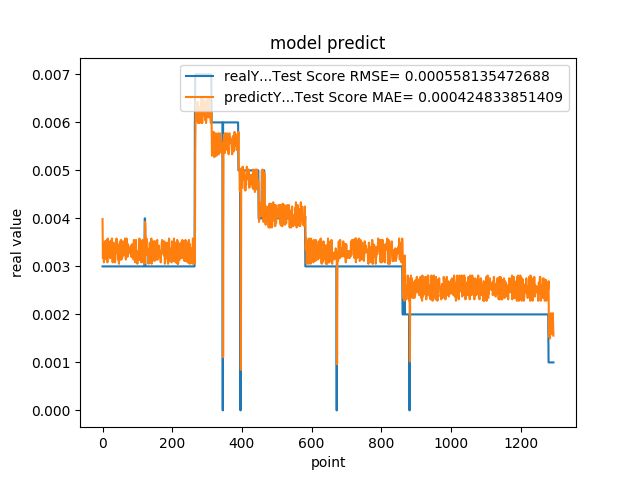 model predict
realY...Test Score RMSE= 0.000558135472688
predictY...Test Score MAE= 0.000424833851409
0.007
0.006
0.005
0.004
0.003
0.002
0.001
0.000
real value
0 200 400 600 800 1000 1200
point